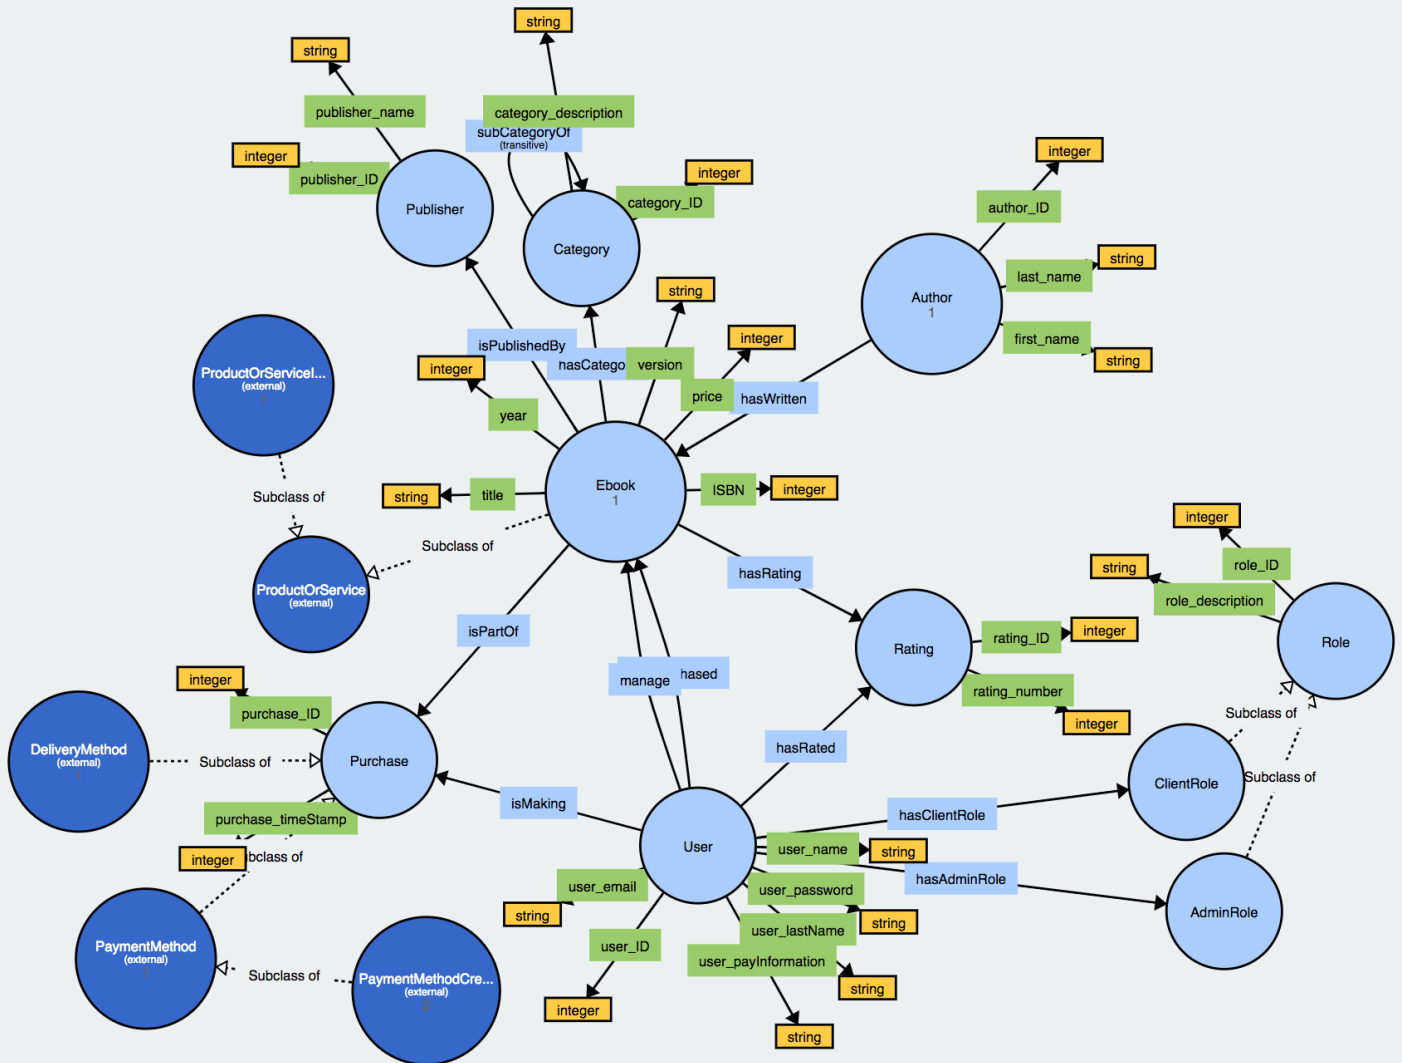 string
string
publisher_name
category_description
subCategoryOf
(transitive)
integer
integer
integer
publisher_ID
category_ID
author_ID
Publisher
Category
string
last_name
string
Author
1
first_name
integer
string
isPublishedBy
hasCatego
version
integer
price
hasWritten
ProductOrServiceI...
(external)
year
Ebook
1
string
title
ISBN
integer
Subclass of
Subclass of
integer
string
role_ID
role_description
hasRating
ProductOrService
(external)
isPartOf
rating_ID
integer
Role
Rating
integer
manage
hased
rating_number
purchase_ID
integer
Subclass of
DeliveryMethod
(external)
1
Subclass of
Purchase
hasRated
Subclass of
ClientRole
isMaking
purchase_timeStamp
hasClientRole
integer
bclass of
User
user_name
string
hasAdminRole
user_email
user_password
AdminRole
string
string
user_lastName
PaymentMethod
(external)
1
user_ID
user_payInformation
Subclass of
PaymentMethodCre...
(external)
string
integer
string